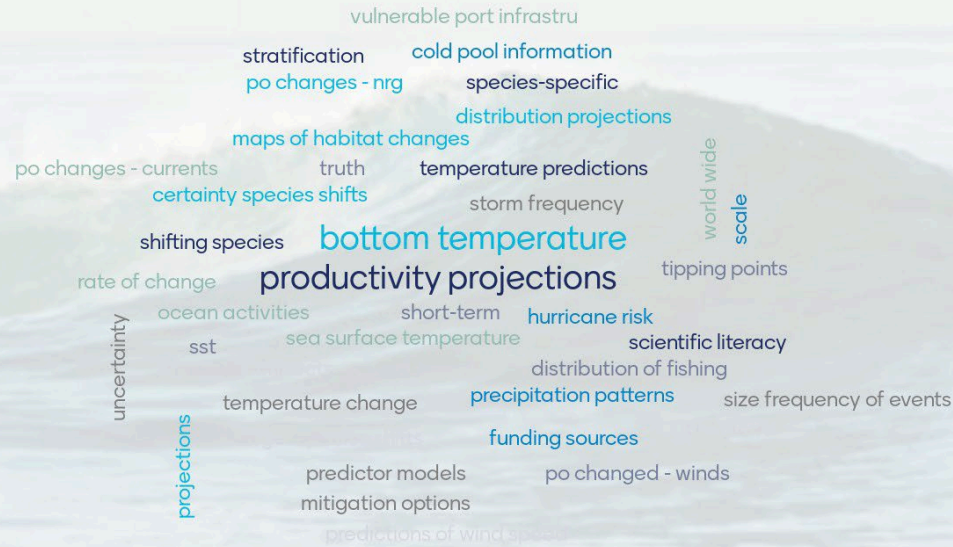 vulnerable port infrastru
stratification
cold pool information
po changes - nrg
species-specific
distribution projections
maps of habitat changes
po changes - currents
truth
temperature predictions
world wide
certainty species shifts
storm frequency
scale
shifting species
bottom temperature
tipping points
rate of change
productivity projections
ocean activities
short-term
hurricane risk
sea surface temperature
scientific literacy
uncertainty
sst
distribution of fishing
temperature change
precipitation patterns
size frequency of events
projections
funding sources
predictor models
po changed - winds
mitigation options
predictions of wind speed